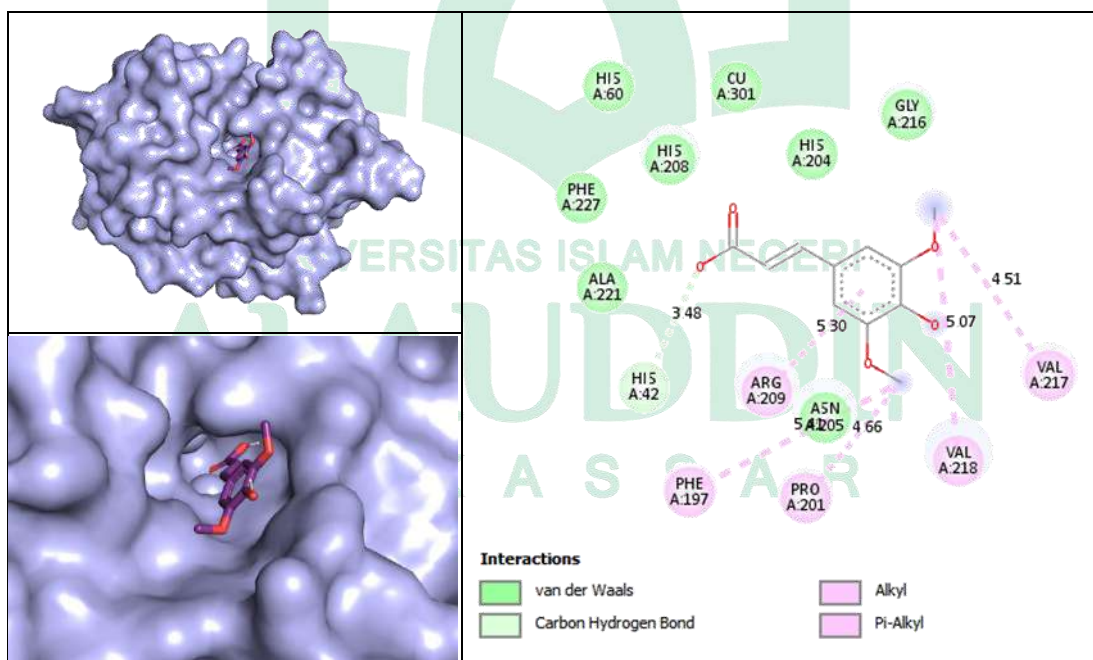 HIS
A:60
CU
A:301
GLY
A:216
HIS
A:208
HIS
A:204
PHE
A:227
O
O
UNIVERSITAS ISLAM NEGERI
4 51
ALA
A:221
3 48
5 30
O
5 07
ALAUDDIN
O
HIS
A:42
ARG
A:209
VAL
A:217
ASN
A:205
4 66
VAL
A:218
PHE
A:197
PRO
A:201
MAKASSAR
Interactions
van der Waals
Carbon Hydrogen Bond
Alkyl
Pi-Alkyl